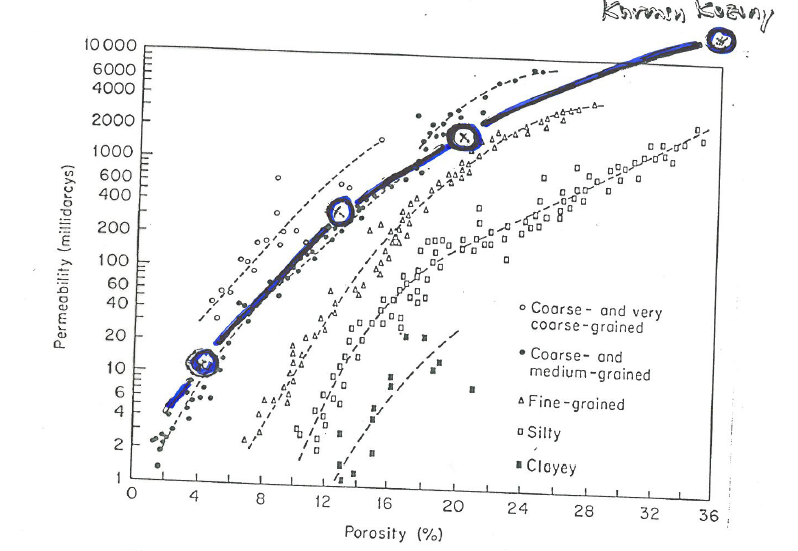 Kozeny
10 000
6000
4000
2000
1000
600
400
200
100
60
40
20
10
6
4
2
1
Permeability (millidarcys)
Coarse- and very
coarse-grained
Coarse- and
medium-grained
Fine-grained
Silty
Clayey
0 4 8 12 16 20 24 28 32 36
Porosity (%)